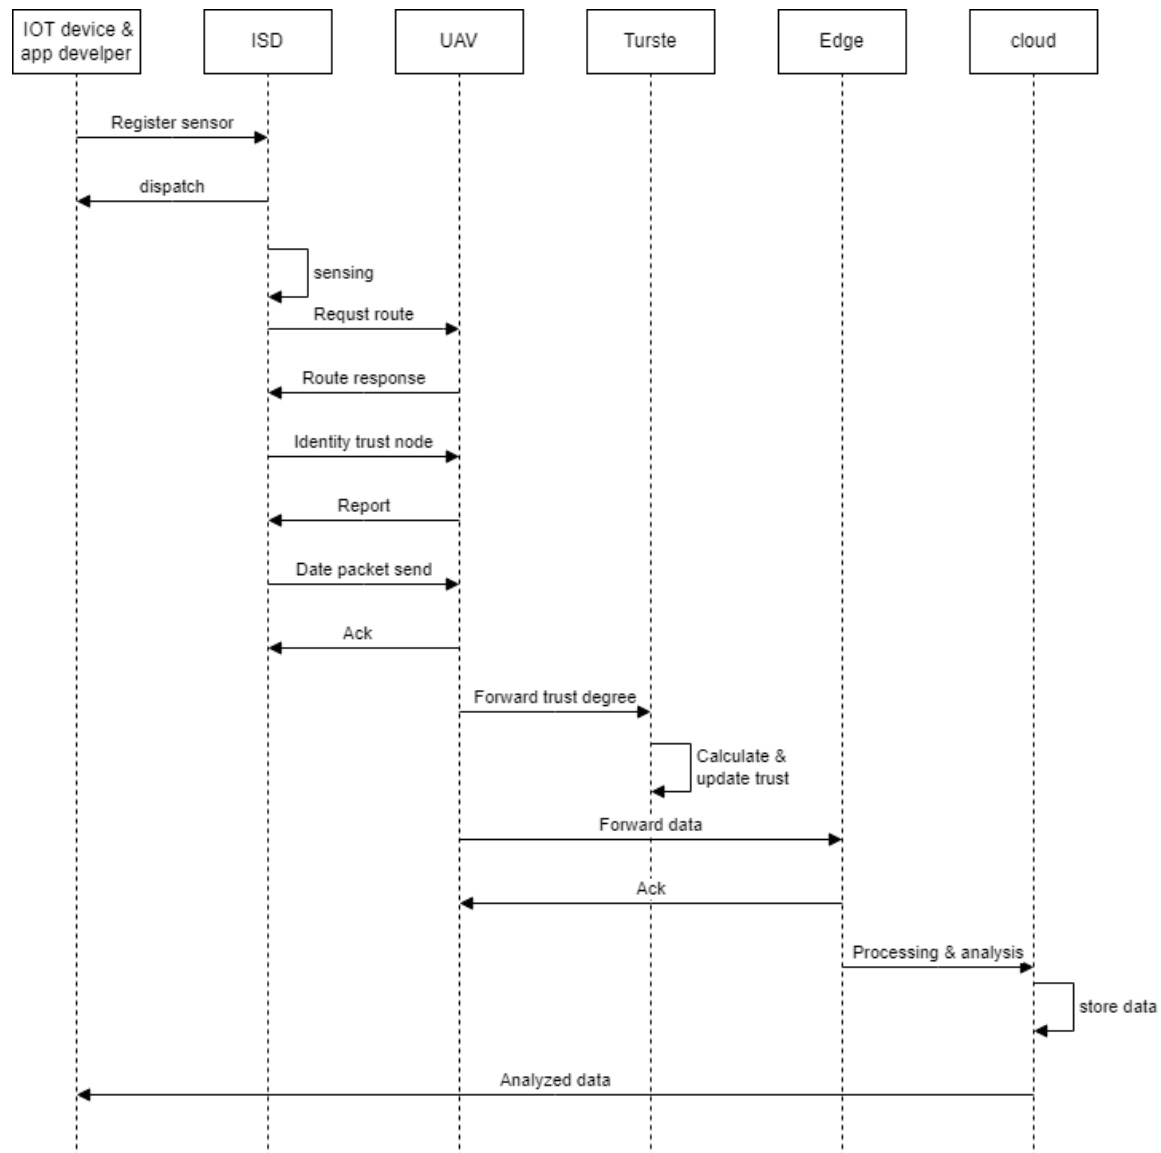 IOT device &
app develper
ISD
UAV
Turste
Edge
cloud
Register sensor
dispatch
sensing
Requst route
Route response
Identity trust node
Report
Date packet send
Ack
Forward trust degree
Calculate &
update trust
Forward data
Ack
Processing & analysis
store data
Analyzed data